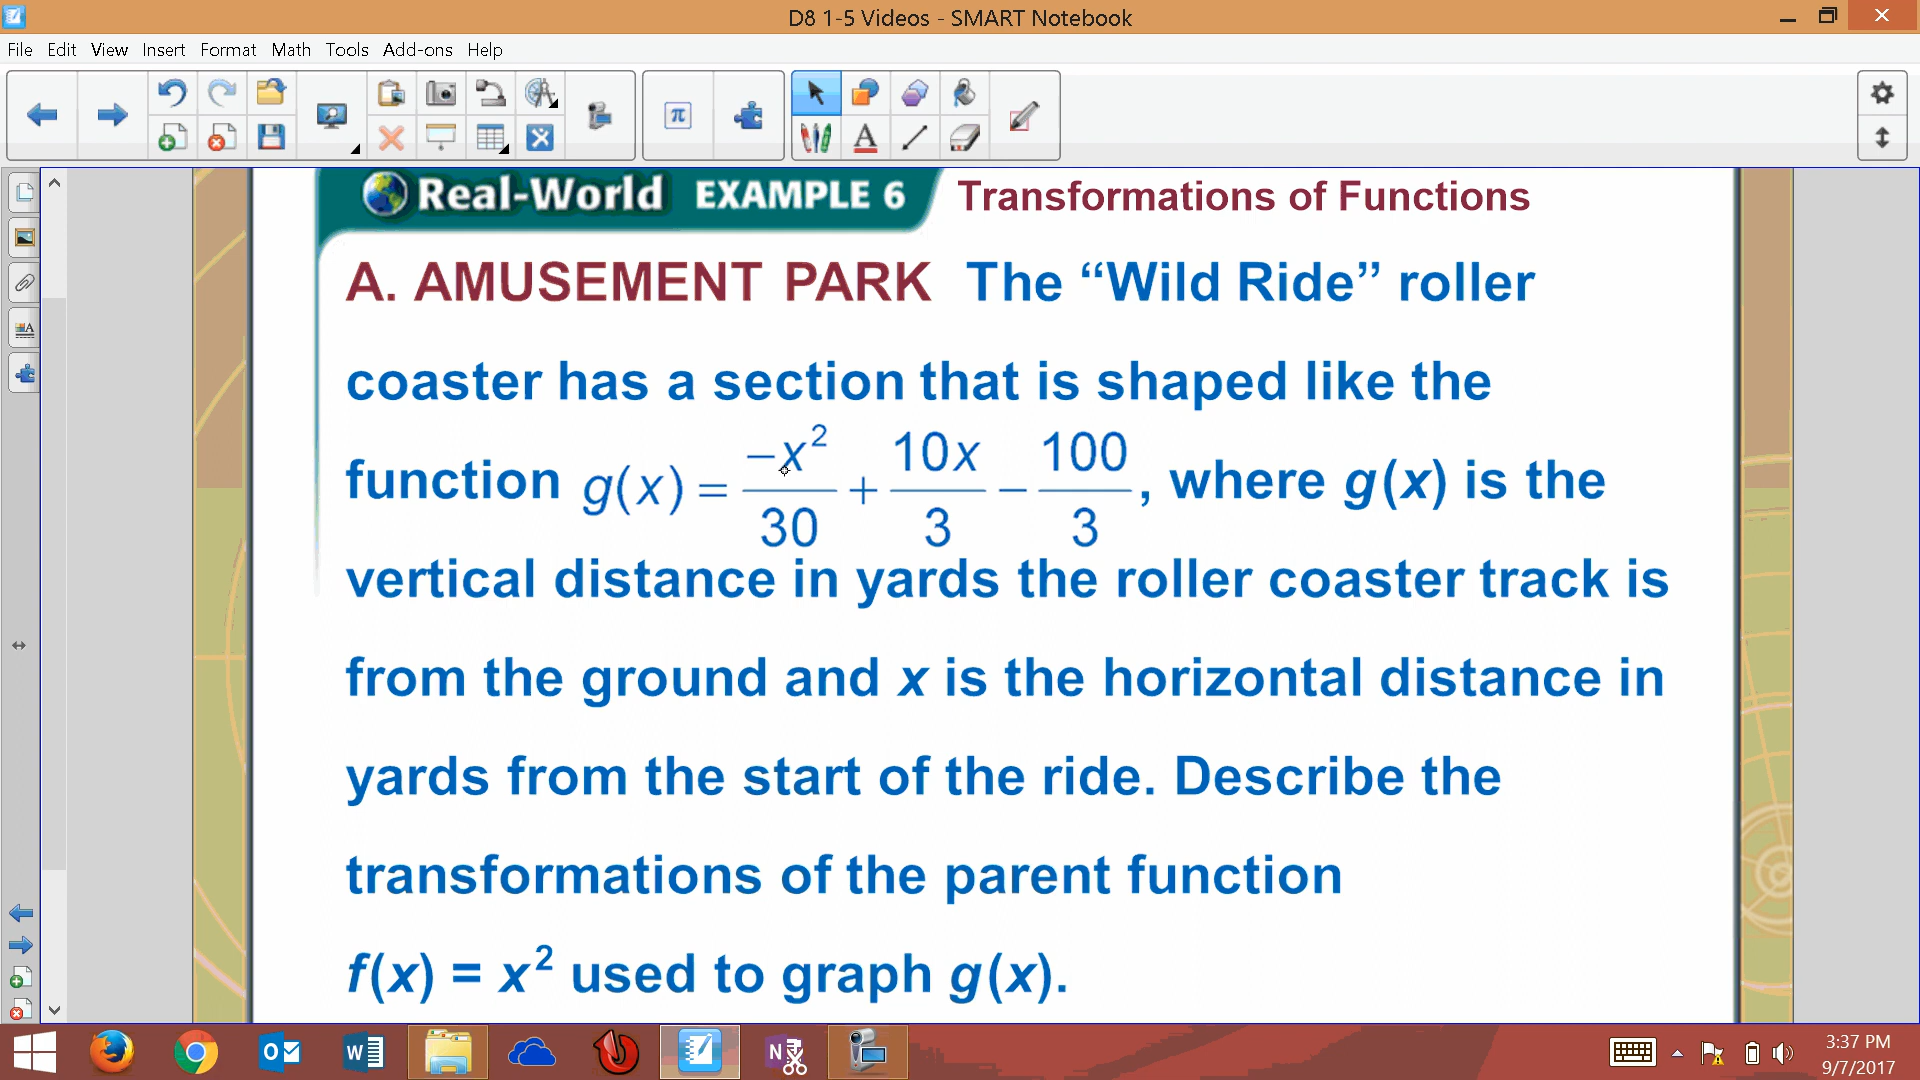 D8 1-5 Videos - SMART Notebook
File Edit View Insert Format Math Tools Add-ons Help
Real-World EXAMPLE 6 Transformations of Functions
A. AMUSEMENT PARK The “Wild Ride” roller
coaster has a section that is shaped like the
function g(x) = -x²/30 + 10x/3 − 100/3, where g(x) is the
vertical distance in yards the roller coaster track is
from the ground and x is the horizontal distance in
yards from the start of the ride. Describe the
transformations of the parent function
f(x) = x² used to graph g(x).
3:37 PM
9/7/2017